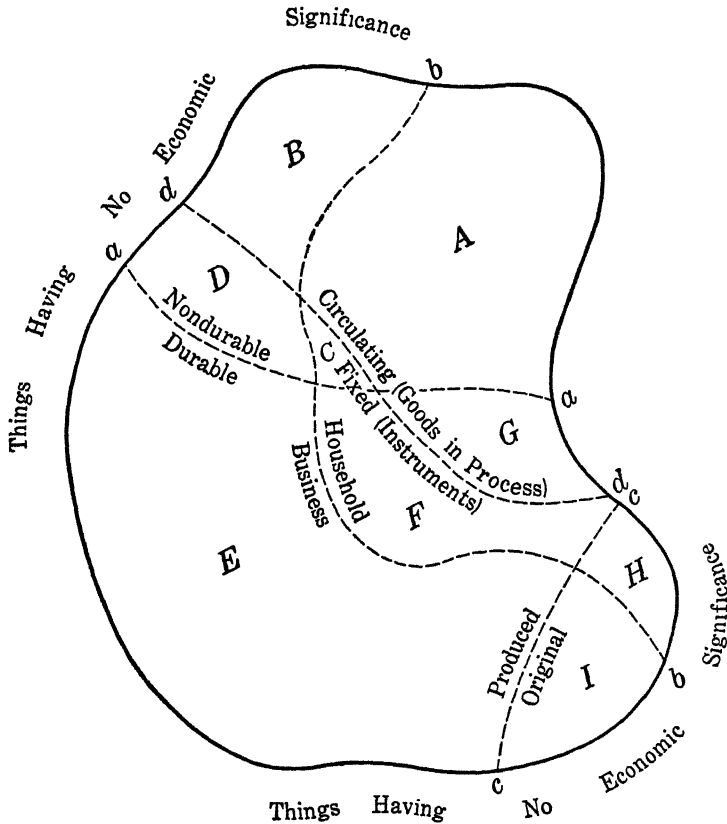 Things Having No Economic Significance
b
B
d
a
A
D
Nondurable
Durable
Circulating (Goods in Process)
C Fixed (Instruments)
a
G
Household
Business
d
c
F
E
H
Produced
Original
I
b
c
Things Having No Economic Significance